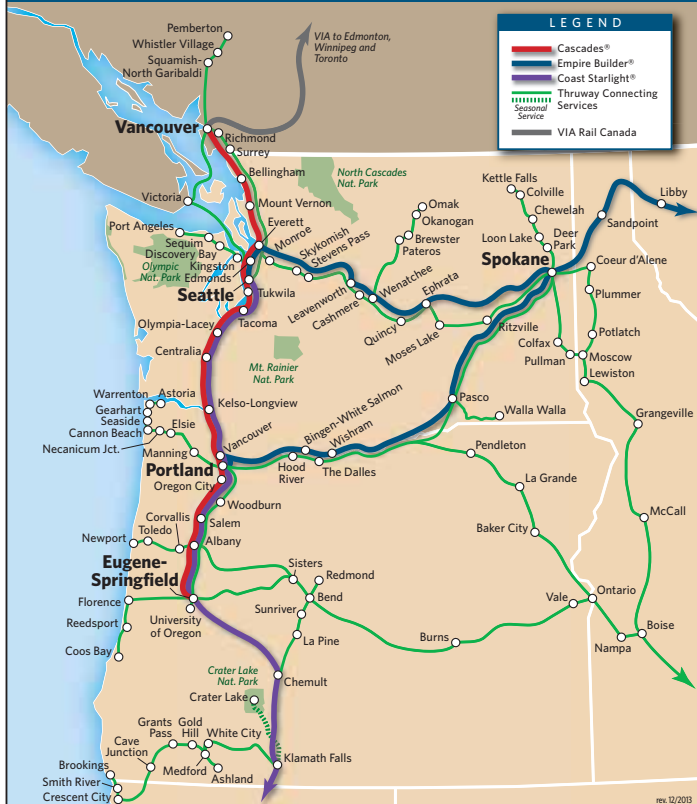 LEGEND
Cascades®
Empire Builder®
Coast Starlight®
Thruway Connecting
Services
Seasonal
Service
VIA Rail Canada
Pemberton
Whistler Village
Squamish-
North Garibaldi
VIA to Edmonton,
Winnipeg and
Toronto
Vancouver
Richmond
Surrey
Bellingham
North Cascades
Nat. Park
Victoria
Mount Vernon
Everett
Port Angeles
Sequim
Discovery Bay
Olympic
Nat. Park
Kingston
Edmonds
Monroe
Skykomish
Stevens Pass
Omak
Okanogan
Brewster
Pateros
Kettle Falls
Colville
Chewelah
Loon Lake
Deer
Park
Spokane
Libby
Sandpoint
Coeur d'Alene
Seattle
Tukwila
Tacoma
Leavenworth
Cashmere
Wenatchee
Ephrata
Quincy
Moses Lake
Ritzville
Plummer
Potlatch
Colfax
Pullman
Moscow
Lewiston
Olympia-Lacey
Centralia
Mt. Rainier
Nat. Park
Kelso-Longview
Warrenton
Astoria
Gearhart
Seaside
Cannon Beach
Elsie
Necanicum Jct.
Manning
Vancouver
Bingen-White Salmon
Wishram
Pasco
Walla Walla
Grangeville
Portland
Oregon City
Hood
River
The Dalles
Pendleton
La Grande
McCall
Woodburn
Corvallis
Salem
Toledo
Newport
Albany
Baker City
Eugene-
Springfield
Sisters
Redmond
Bend
Sunriver
Florence
University
of Oregon
Reedsport
Coos Bay
La Pine
Burns
Vale
Ontario
Nampa
Boise
Crater Lake
Nat. Park
Crater Lake
Chemult
Grants
Pass
Gold
Hill
White City
Cave
Junction
Medford
Ashland
Klamath Falls
Brookings
Smith River
Crescent City
rev. 12/2013